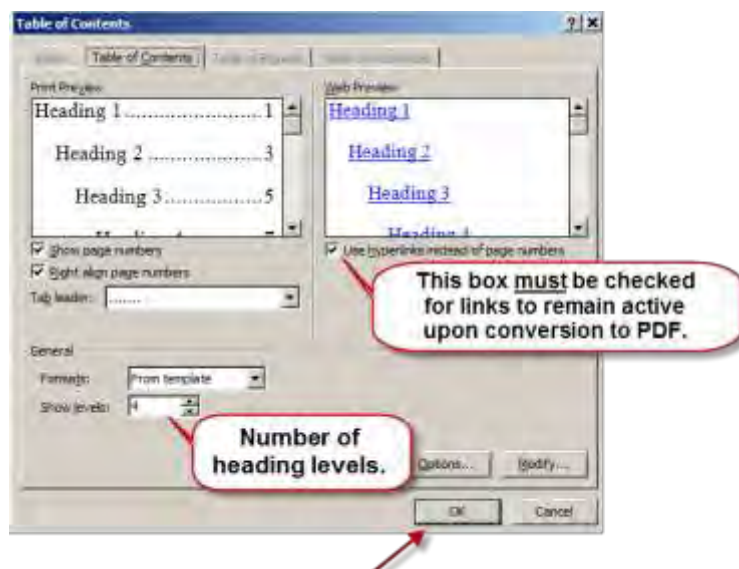 Table of Contents
Table of Contents
Print Preview
Web Preview
Heading 1..........................1
Heading 1
Heading 2.....................3
Heading 2
Heading 3.................5
Heading 3
Heading 4
Show page numbers
Use hyperlinks instead of page numbers
Right align page numbers
Tab leader: .......
This box must be checked
for links to remain active
upon conversion to PDF.
General
Formats: From template
Show levels: 4
Number of
heading levels.
Options...
Modify...
OK
Cancel